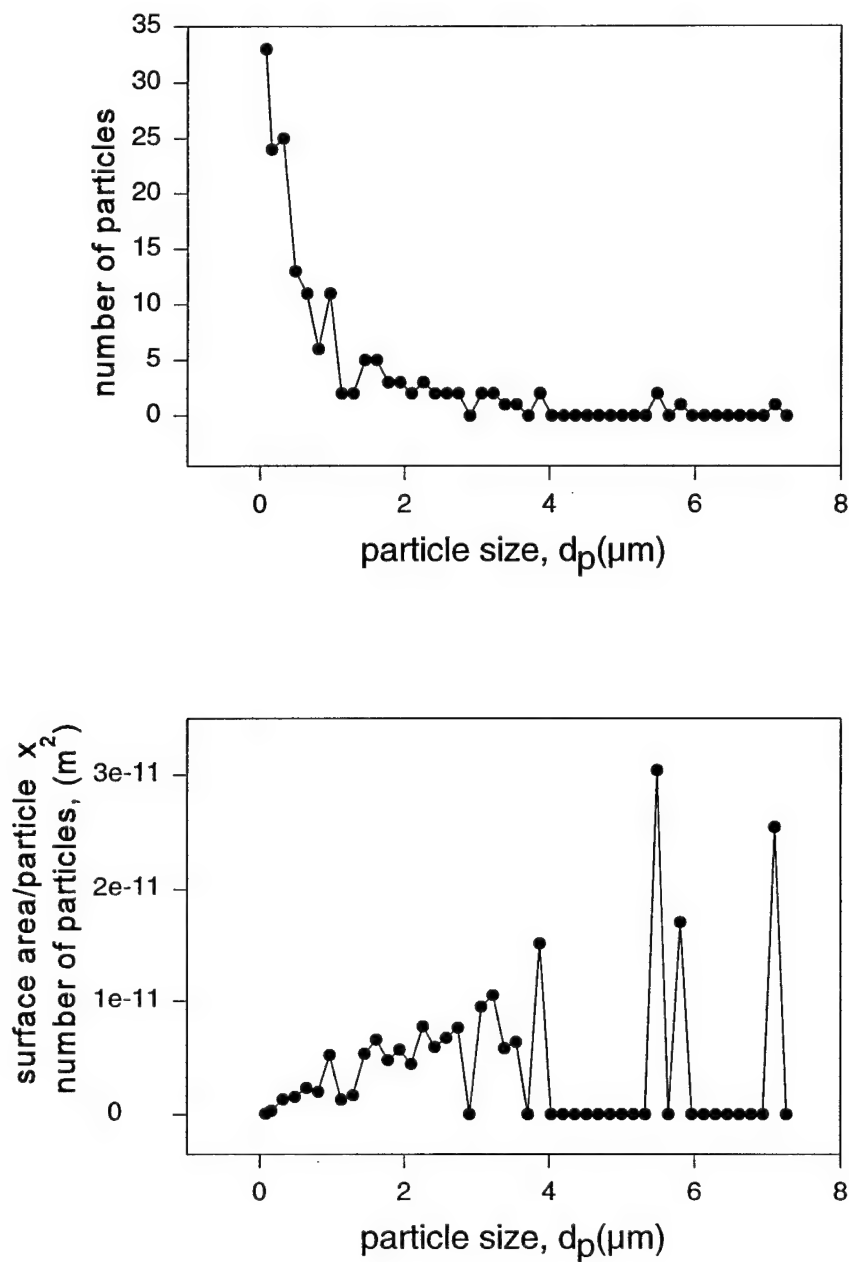 35
30
25
20
15
10
5
0
number of particles
0 2 4 6 8
particle size, dp(µm)
3e-11
2e-11
1e-11
0
surface area/particle x
number of particles, (m2)
0 2 4 6 8
particle size, dp(µm)